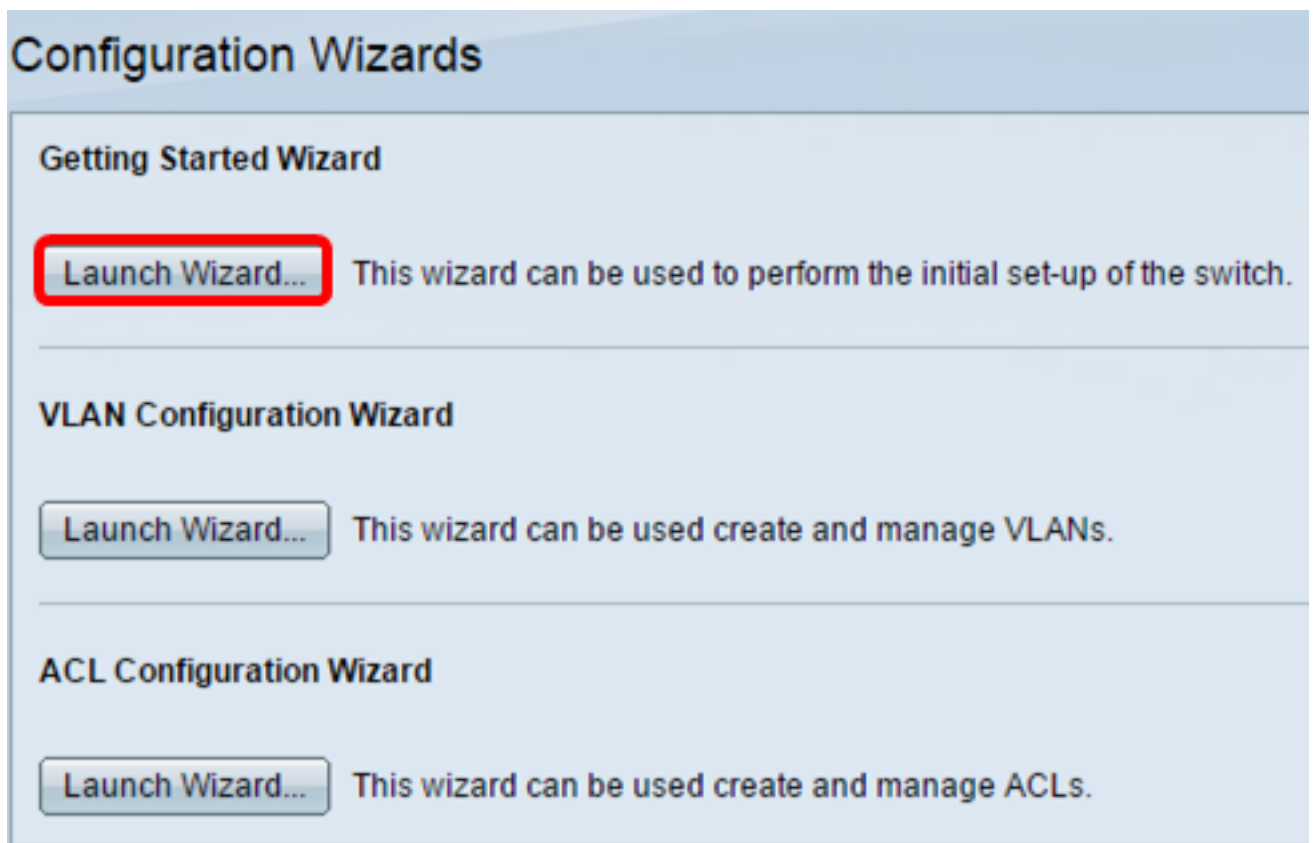 Configuration Wizards
Getting Started Wizard
Launch Wizard... This wizard can be used to perform the initial set-up of the switch.
VLAN Configuration Wizard
Launch Wizard... This wizard can be used create and manage VLANs.
ACL Configuration Wizard
Launch Wizard... This wizard can be used create and manage ACLs.